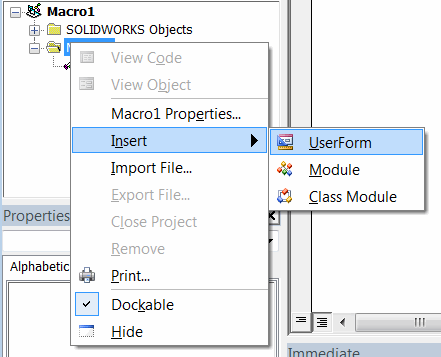 Macro1
SOLIDWORKS Objects
View Code
View Object
Macro1 Properties...
Insert
UserForm
Import File...
Module
Export File...
Class Module
Close Project
Properties
Remove
Alphabetic
Print...
Dockable
Hide
Immediate